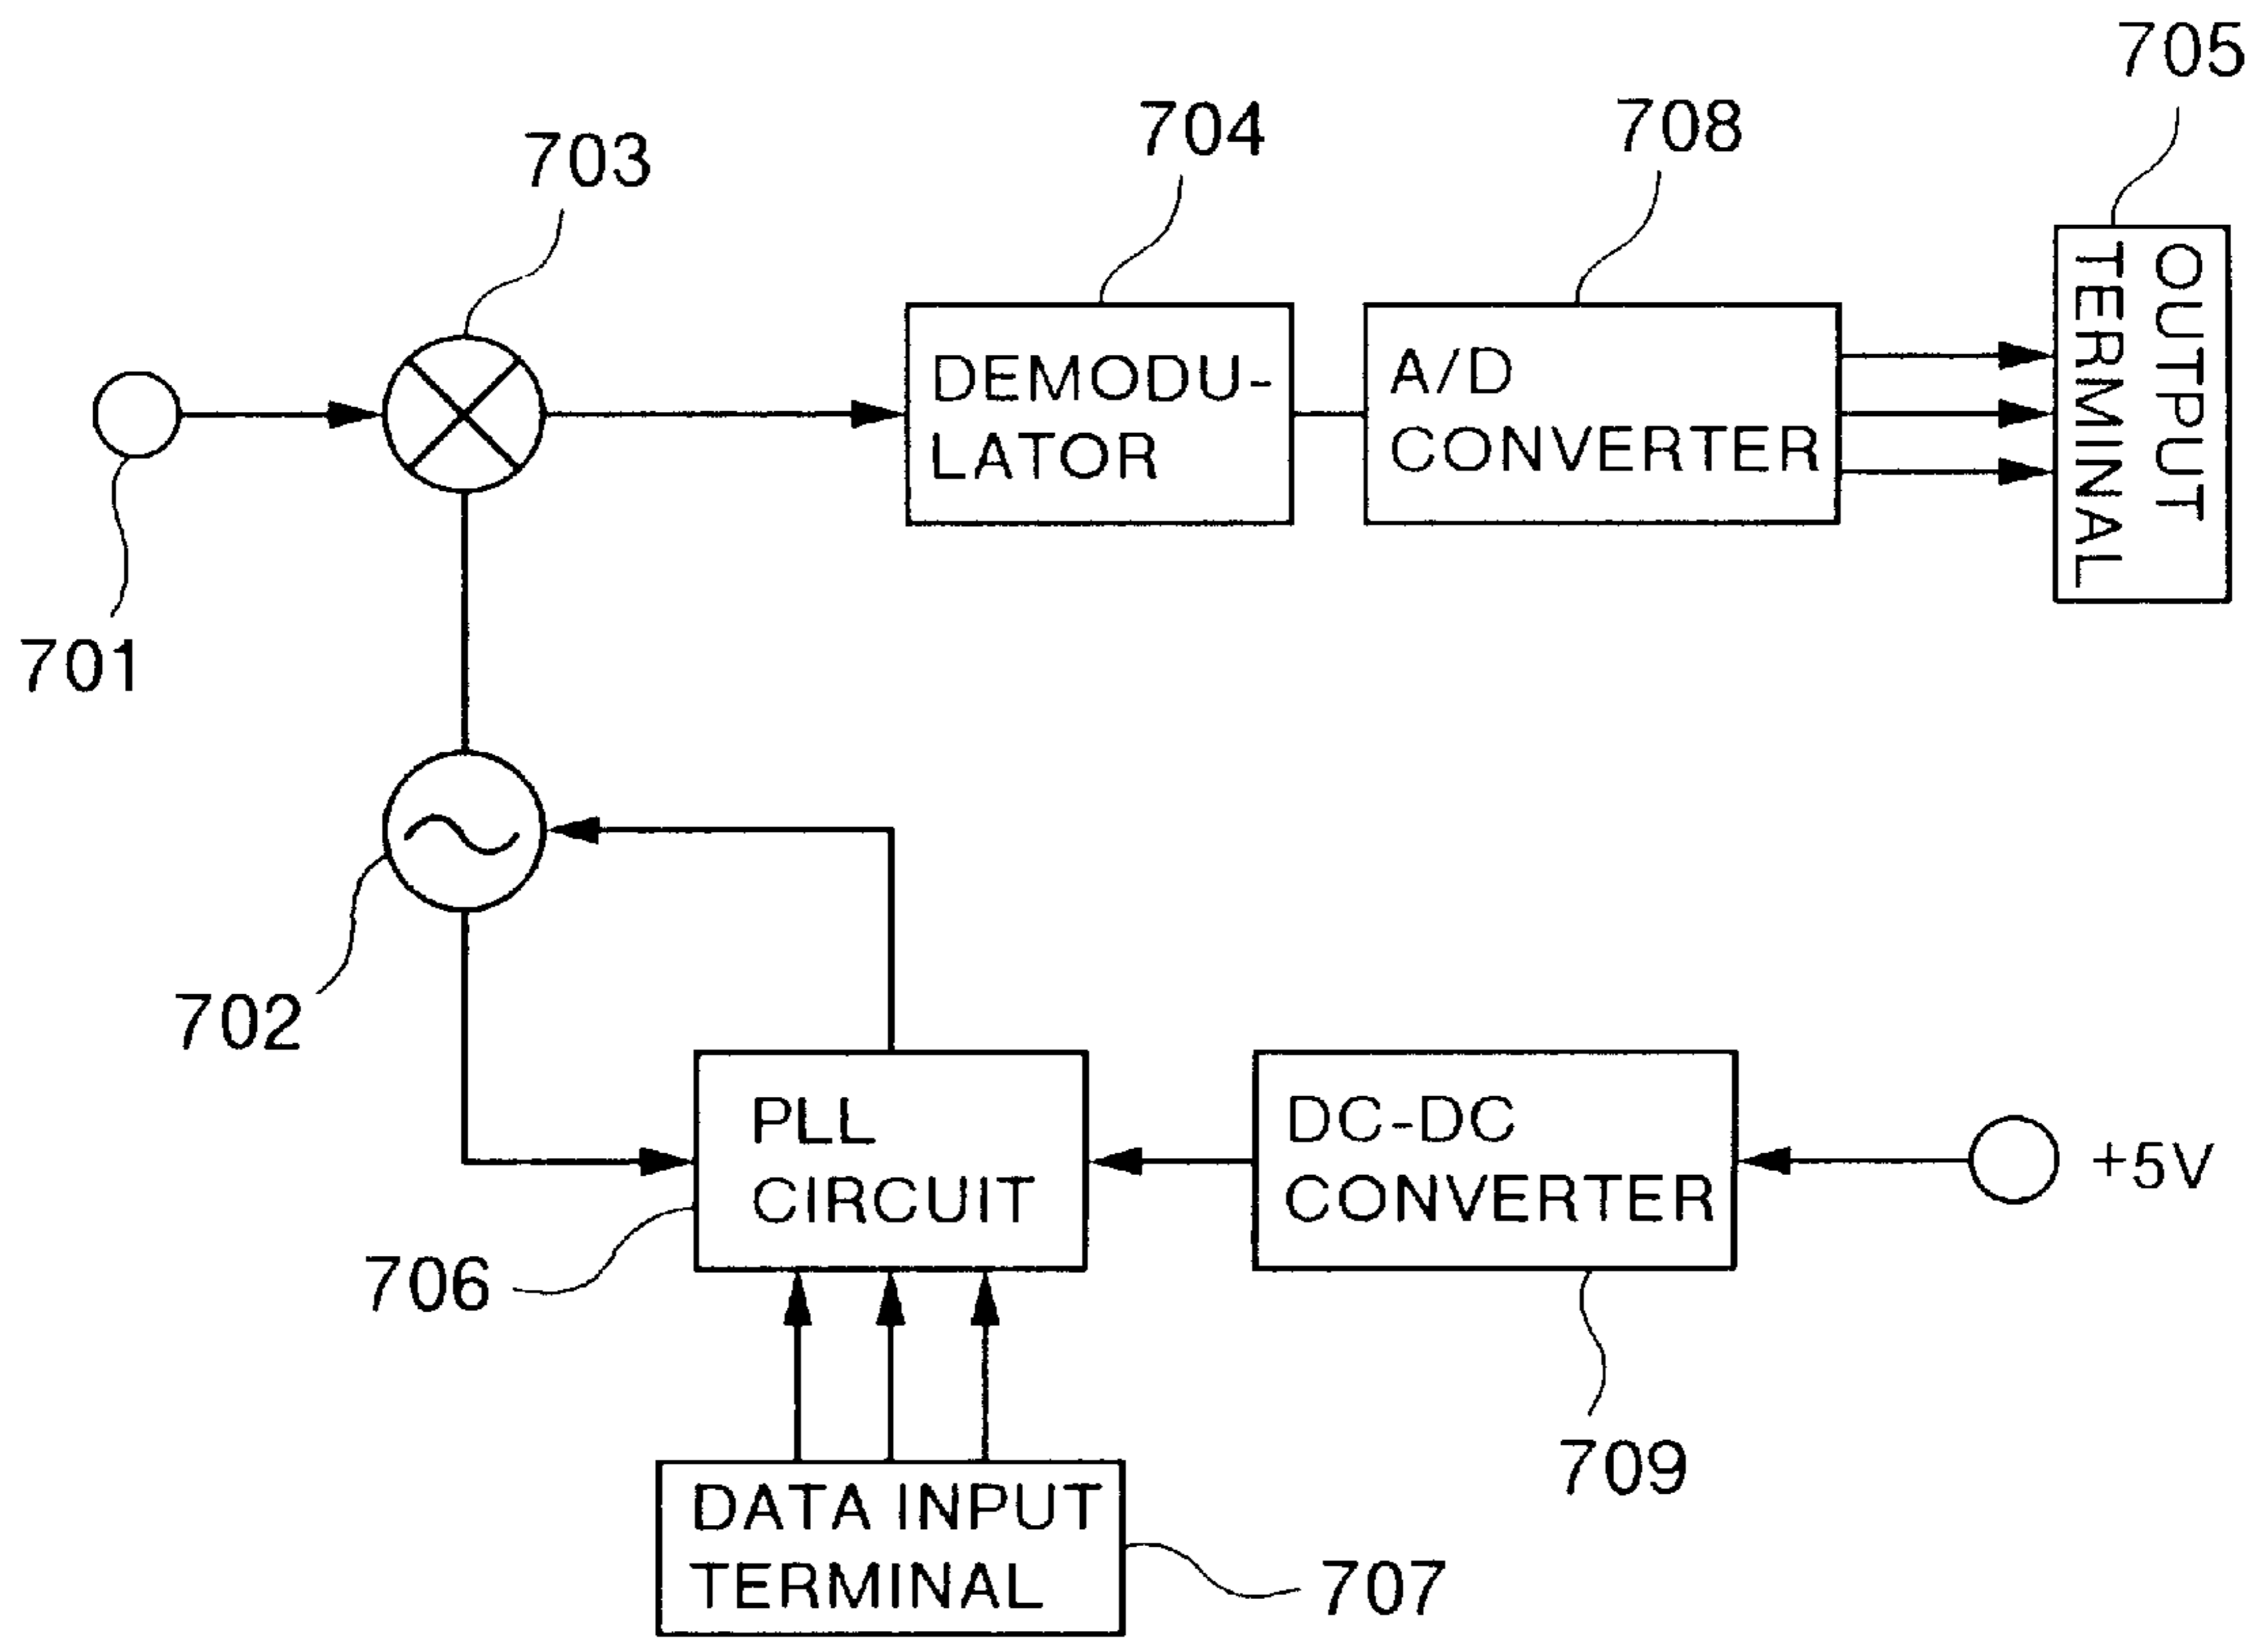 705
704
708
703
DEMODU-
LATOR
A/D
CONVERTER
OUTPUT
TERMINAL
701
702
PLL
CIRCUIT
DC-DC
CONVERTER
+5V
706
709
DATA INPUT
TERMINAL
707